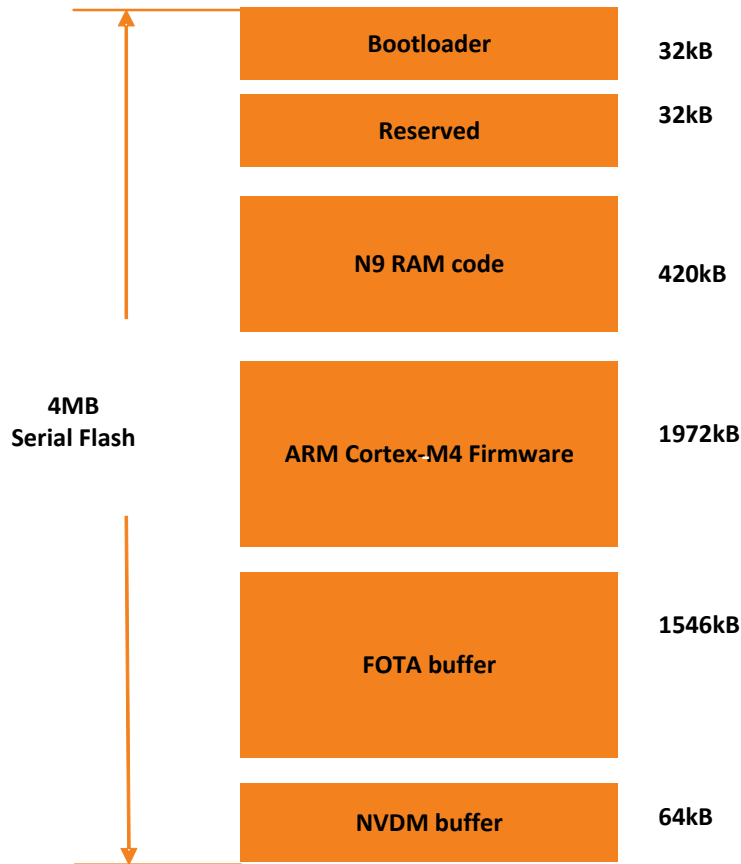 Bootloader
32kB
Reserved
32kB
N9 RAM code
420kB
4MB
Serial Flash
ARM Cortex-M4 Firmware
1972kB
FOTA buffer
1546kB
NVDM buffer
64kB